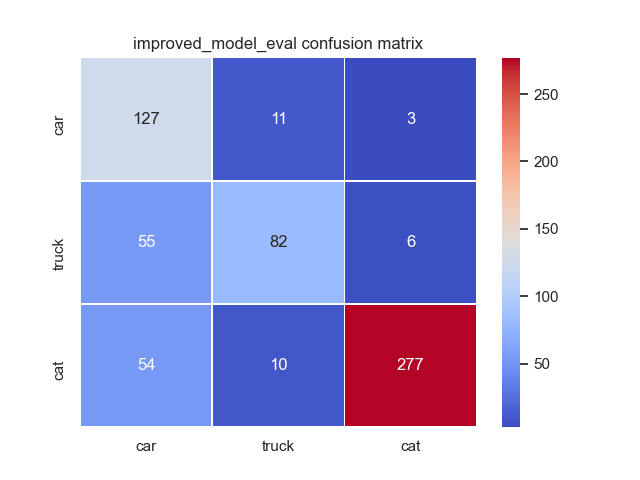 improved_model_eval confusion matrix
car 127 11 3
truck 55 82 6
cat 54 10 277
car truck cat
250
200
150
100
50